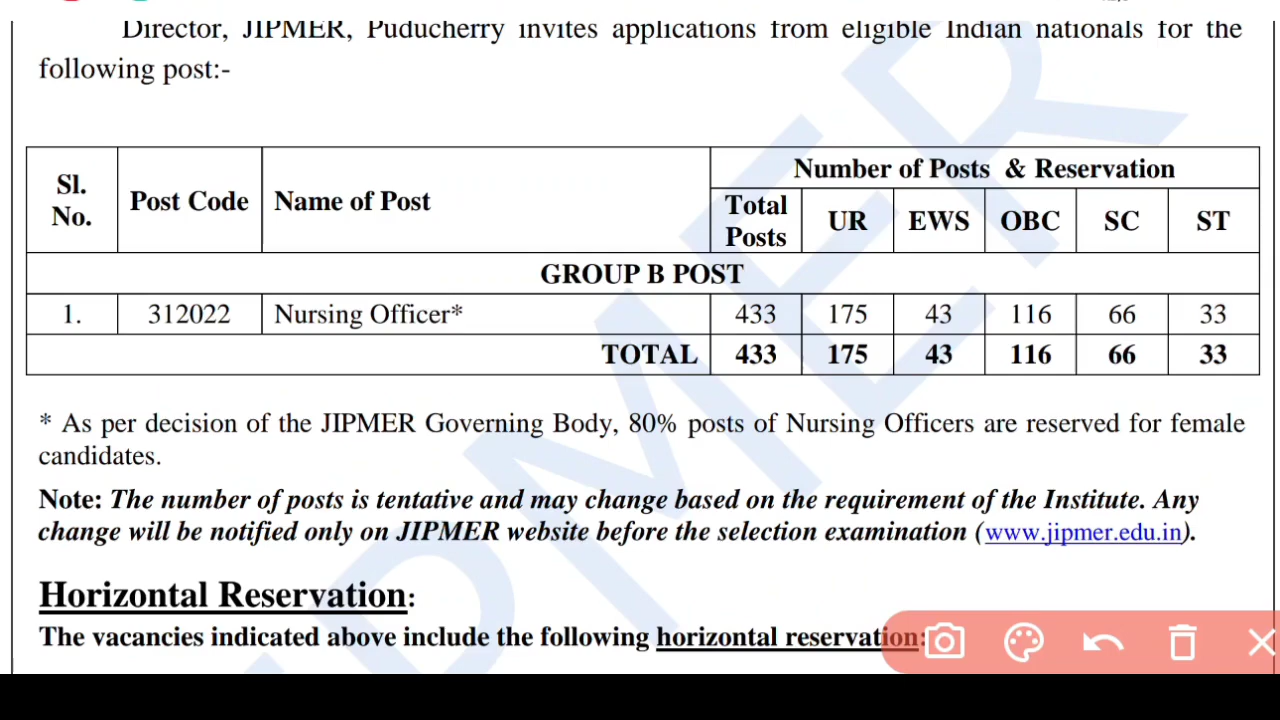 Director, JIPMER, Puducherry invites applications from eligible Indian nationals for the
following post:-
Number of Posts & Reservation
Sl. No. Post Code Name of Post Total Posts UR EWS OBC SC ST
GROUP B POST
1. 312022 Nursing Officer* 433 175 43 116 66 33
TOTAL 433 175 43 116 66 33
* As per decision of the JIPMER Governing Body, 80% posts of Nursing Officers are reserved for female
candidates.
Note: The number of posts is tentative and may change based on the requirement of the Institute. Any
change will be notified only on JIPMER website before the selection examination (www.jipmer.edu.in).
Horizontal Reservation:
The vacancies indicated above include the following horizontal reservation: